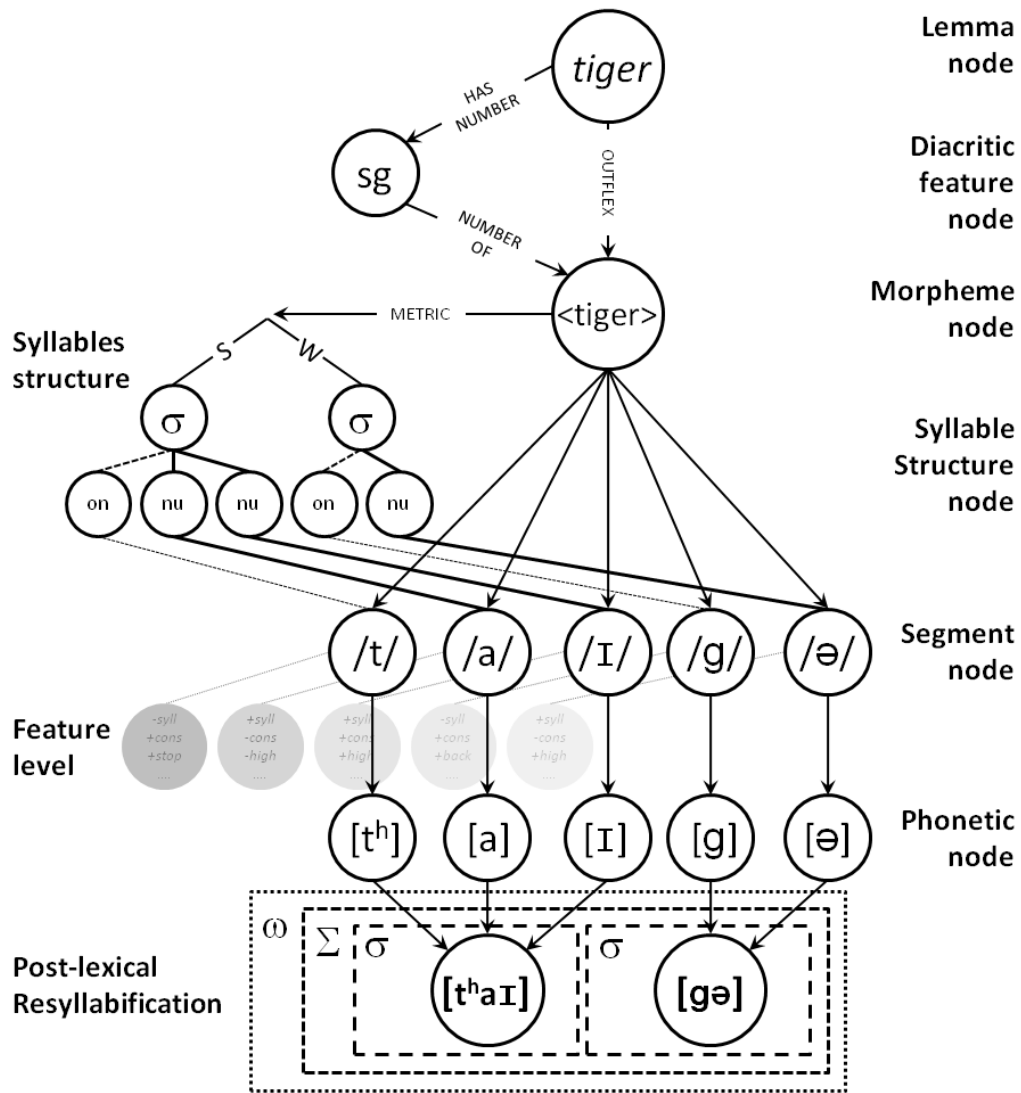 Lemma
node
tiger
HAS
NUMBER
OUTFLEX
sg
Diacritic
feature
node
NUMBER
OF
<tiger>
Morpheme
node
METRIC
Syllables
structure
S W
σ σ
Syllable
Structure
node
on nu nu on nu
/t/ /a/ /ɪ/ /g/ /ə/
Segment
node
Feature
level
-syll +syll +syll -syll +syll
+cons -cons +cons +cons -cons
+stop -high +high +back +high
.... .... .... .... ....
[tʰ] [a] [ɪ] [g] [ə]
Phonetic
node
ω
Σ σ σ
Post-lexical
Resyllabification
[tʰaɪ] [gə]